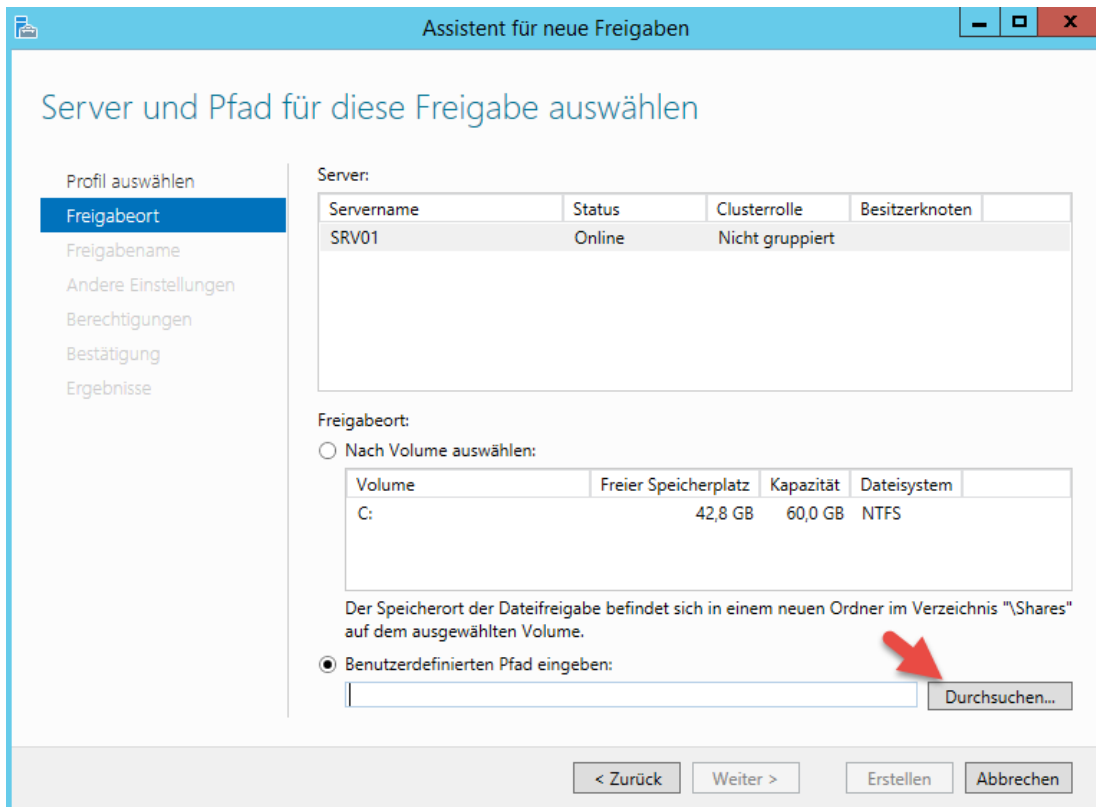 Assistent für neue Freigaben
Server und Pfad für diese Freigabe auswählen
Profil auswählen
Freigabeort
Freigabename
Andere Einstellungen
Berechtigungen
Bestätigung
Ergebnisse
Server:
Servername Status Clusterrolle Besitzerknoten
SRV01 Online Nicht gruppiert
Freigabeort:
Nach Volume auswählen:
Volume Freier Speicherplatz Kapazität Dateisystem
C: 42,8 GB 60,0 GB NTFS
Der Speicherort der Dateifreigabe befindet sich in einem neuen Ordner im Verzeichnis "\Shares"
auf dem ausgewählten Volume.
Benutzerdefinierten Pfad eingeben:
Durchsuchen...
< Zurück Weiter > Erstellen Abbrechen